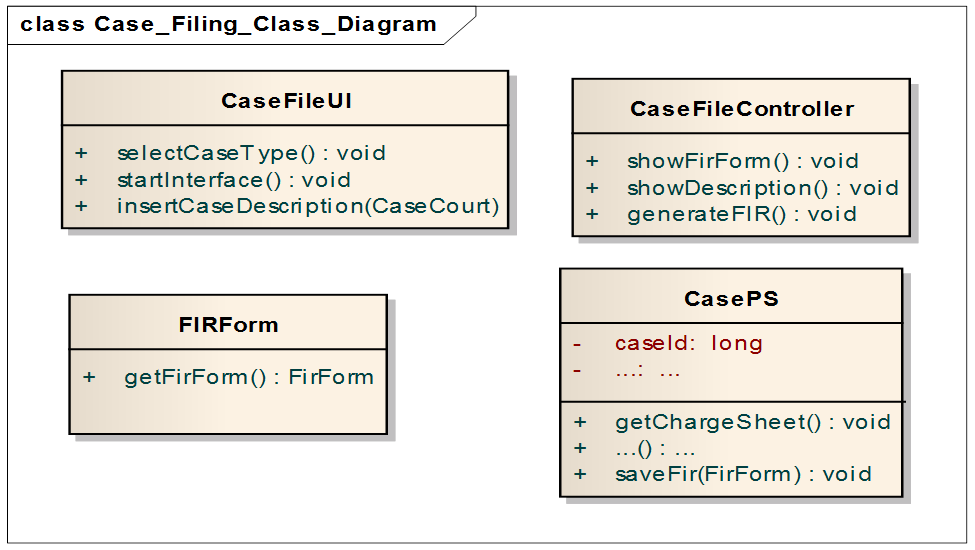 class Case_Filing_Class_Diagram
CaseFileUI
+ selectCaseType() : void
+ startInterface() : void
+ insertCaseDescription(CaseCourt)
CaseFileController
+ showFirForm() : void
+ showDescription() : void
+ generateFIR() : void
FIRForm
+ getFirForm() : FirForm
CasePS
- caseId: long
- ...: ...
+ getChargeSheet() : void
+ ...() : ...
+ saveFir(FirForm) : void